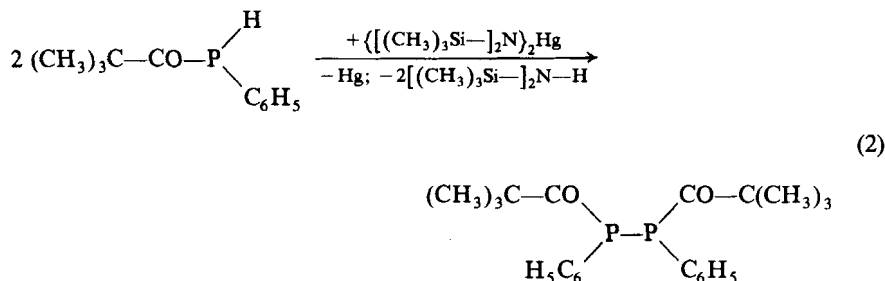 H
2 (CH₃)₃C—CO—P
C₆H₅
+{[(CH₃)₃Si—]₂N}₂Hg
−Hg; −2[(CH₃)₃Si—]₂N—H
(2)
(CH₃)₃C—CO CO—C(CH₃)₃
P—P
H₅C₆ C₆H₅